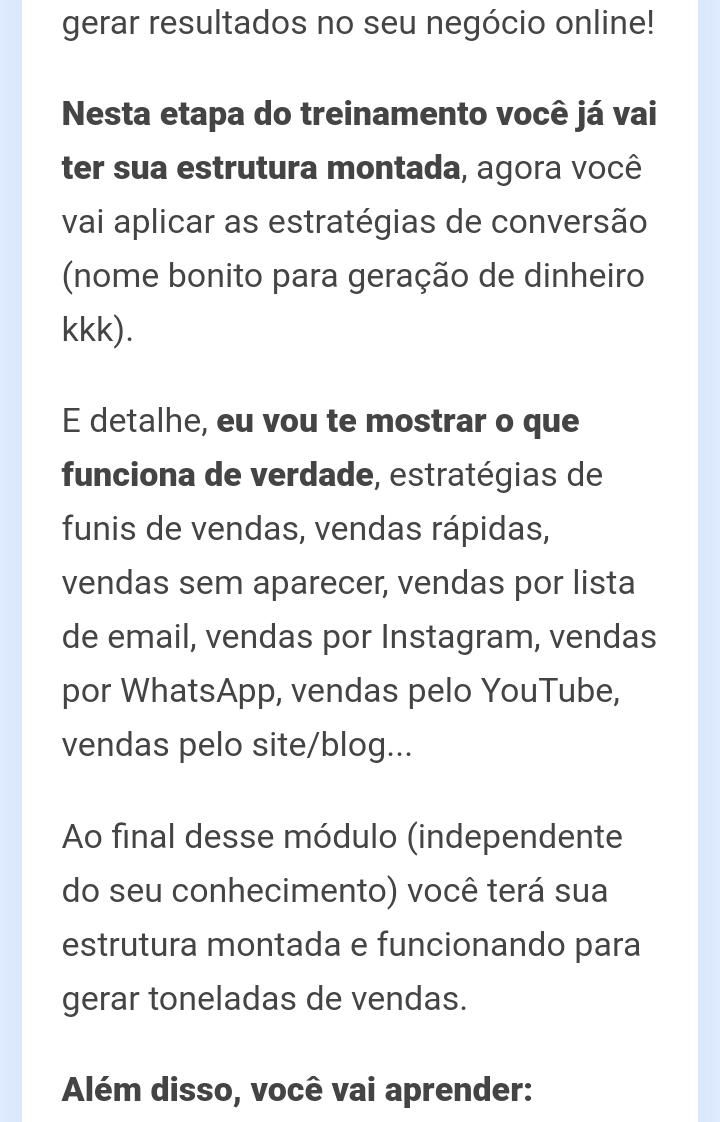 gerar resultados no seu negócio online!
Nesta etapa do treinamento você já vai
ter sua estrutura montada, agora você
vai aplicar as estratégias de conversão
(nome bonito para geração de dinheiro
kkk).
E detalhe, eu vou te mostrar o que
funciona de verdade, estratégias de
funis de vendas, vendas rápidas,
vendas sem aparecer, vendas por lista
de email, vendas por Instagram, vendas
por WhatsApp, vendas pelo YouTube,
vendas pelo site/blog...
Ao final desse módulo (independente
do seu conhecimento) você terá sua
estrutura montada e funcionando para
gerar toneladas de vendas.
Além disso, você vai aprender: